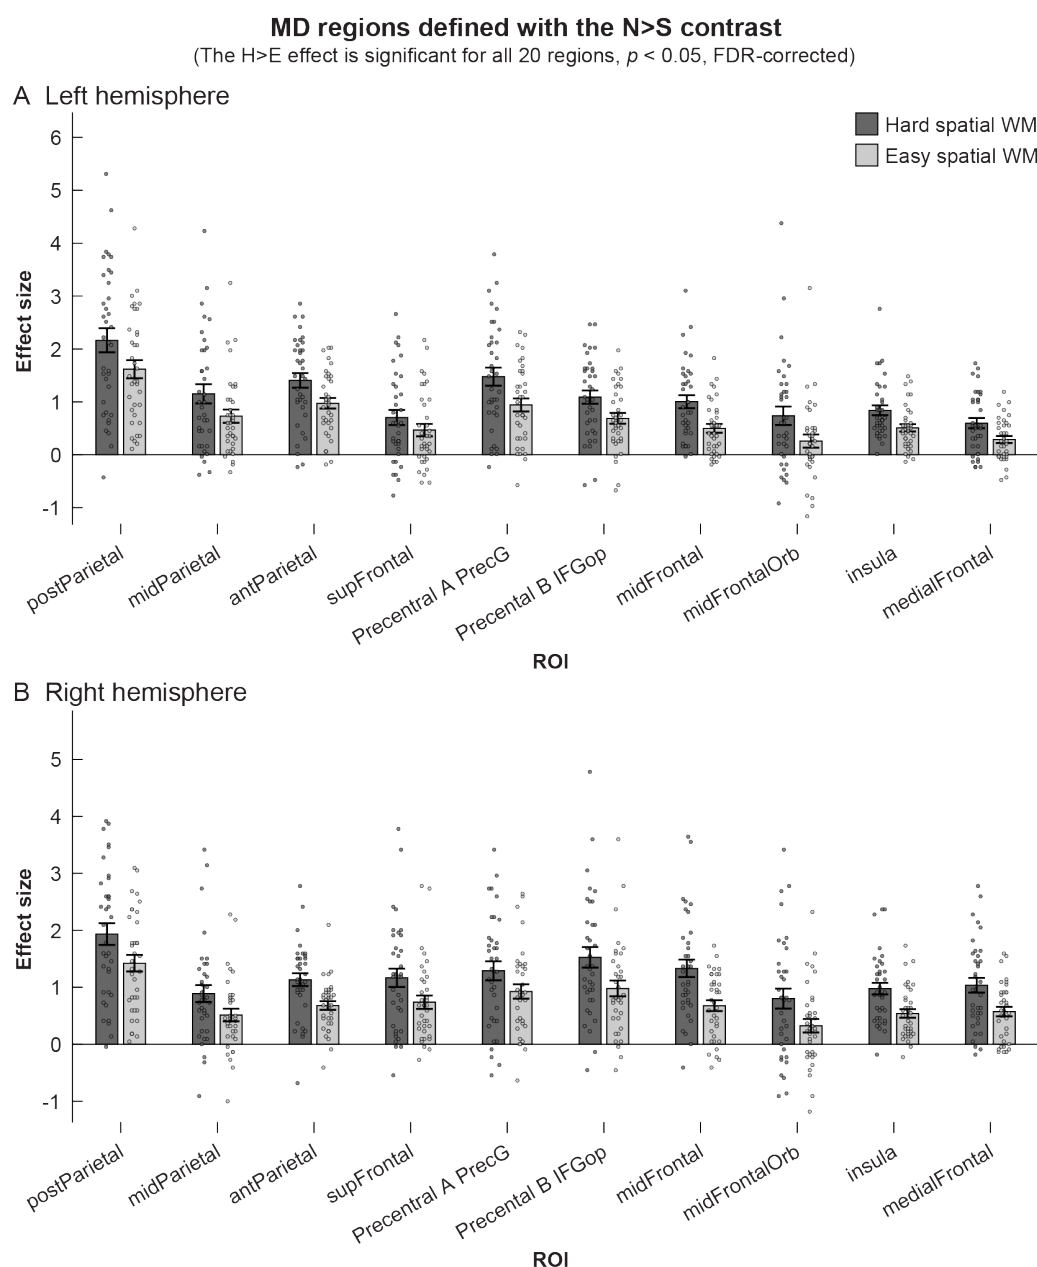 MD regions defined with the N>S contrast
(The H>E effect is significant for all 20 regions, p < 0.05, FDR-corrected)
A Left hemisphere
Hard spatial WM
Easy spatial WM
6
5
4
3
2
1
0
-1
Effect size
postParietal
midParietal
antParietal
supFrontal
Precentral A PrecG
Precental B IFGop
midFrontal
midFrontalOrb
insula
medialFrontal
ROI
B Right hemisphere
5
4
3
2
1
0
-1
Effect size
postParietal
midParietal
antParietal
supFrontal
Precentral A PrecG
Precental B IFGop
midFrontal
midFrontalOrb
insula
medialFrontal
ROI